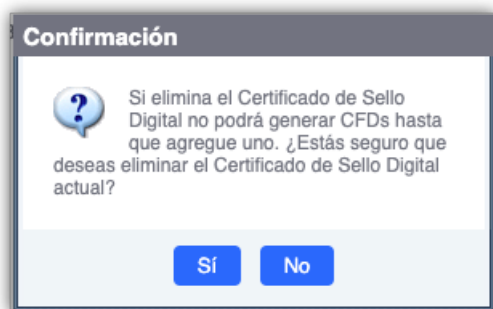 Confirmación
Si elimina el Certificado de Sello
Digital no podrá generar CFDs hasta
que agregue uno. ¿Estás seguro que
deseas eliminar el Certificado de Sello Digital
actual?
Sí
No